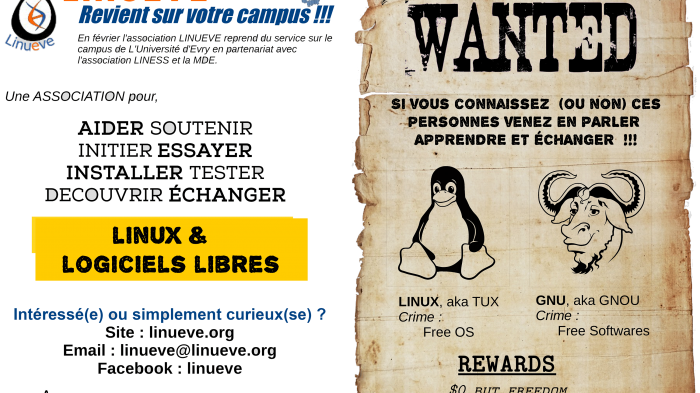 LINUEVE
Linueve
Revient sur votre campus !!!
En février l'association LINUEVE reprend du service sur le
campus de L'Université d'Evry en partenariat avec
l'association LINESS et la MDE.
Une ASSOCIATION pour,
AIDER SOUTENIR
INITIER ESSAYER
INSTALLER TESTER
DECOUVRIR ÉCHANGER
LINUX &
LOGICIELS LIBRES
Intéressé(e) ou simplement curieux(se) ?
Site : linueve.org
Email : linueve@linueve.org
Facebook : linueve
WANTED
SI VOUS CONNAISSEZ (OU NON) CES
PERSONNES VENEZ EN PARLER
APPRENDRE ET ÉCHANGER !!!
LINUX, aka TUX
Crime :
Free OS
GNU, aka GNOU
Crime :
Free Softwares
REWARDS
$0 BUT FREEDOM